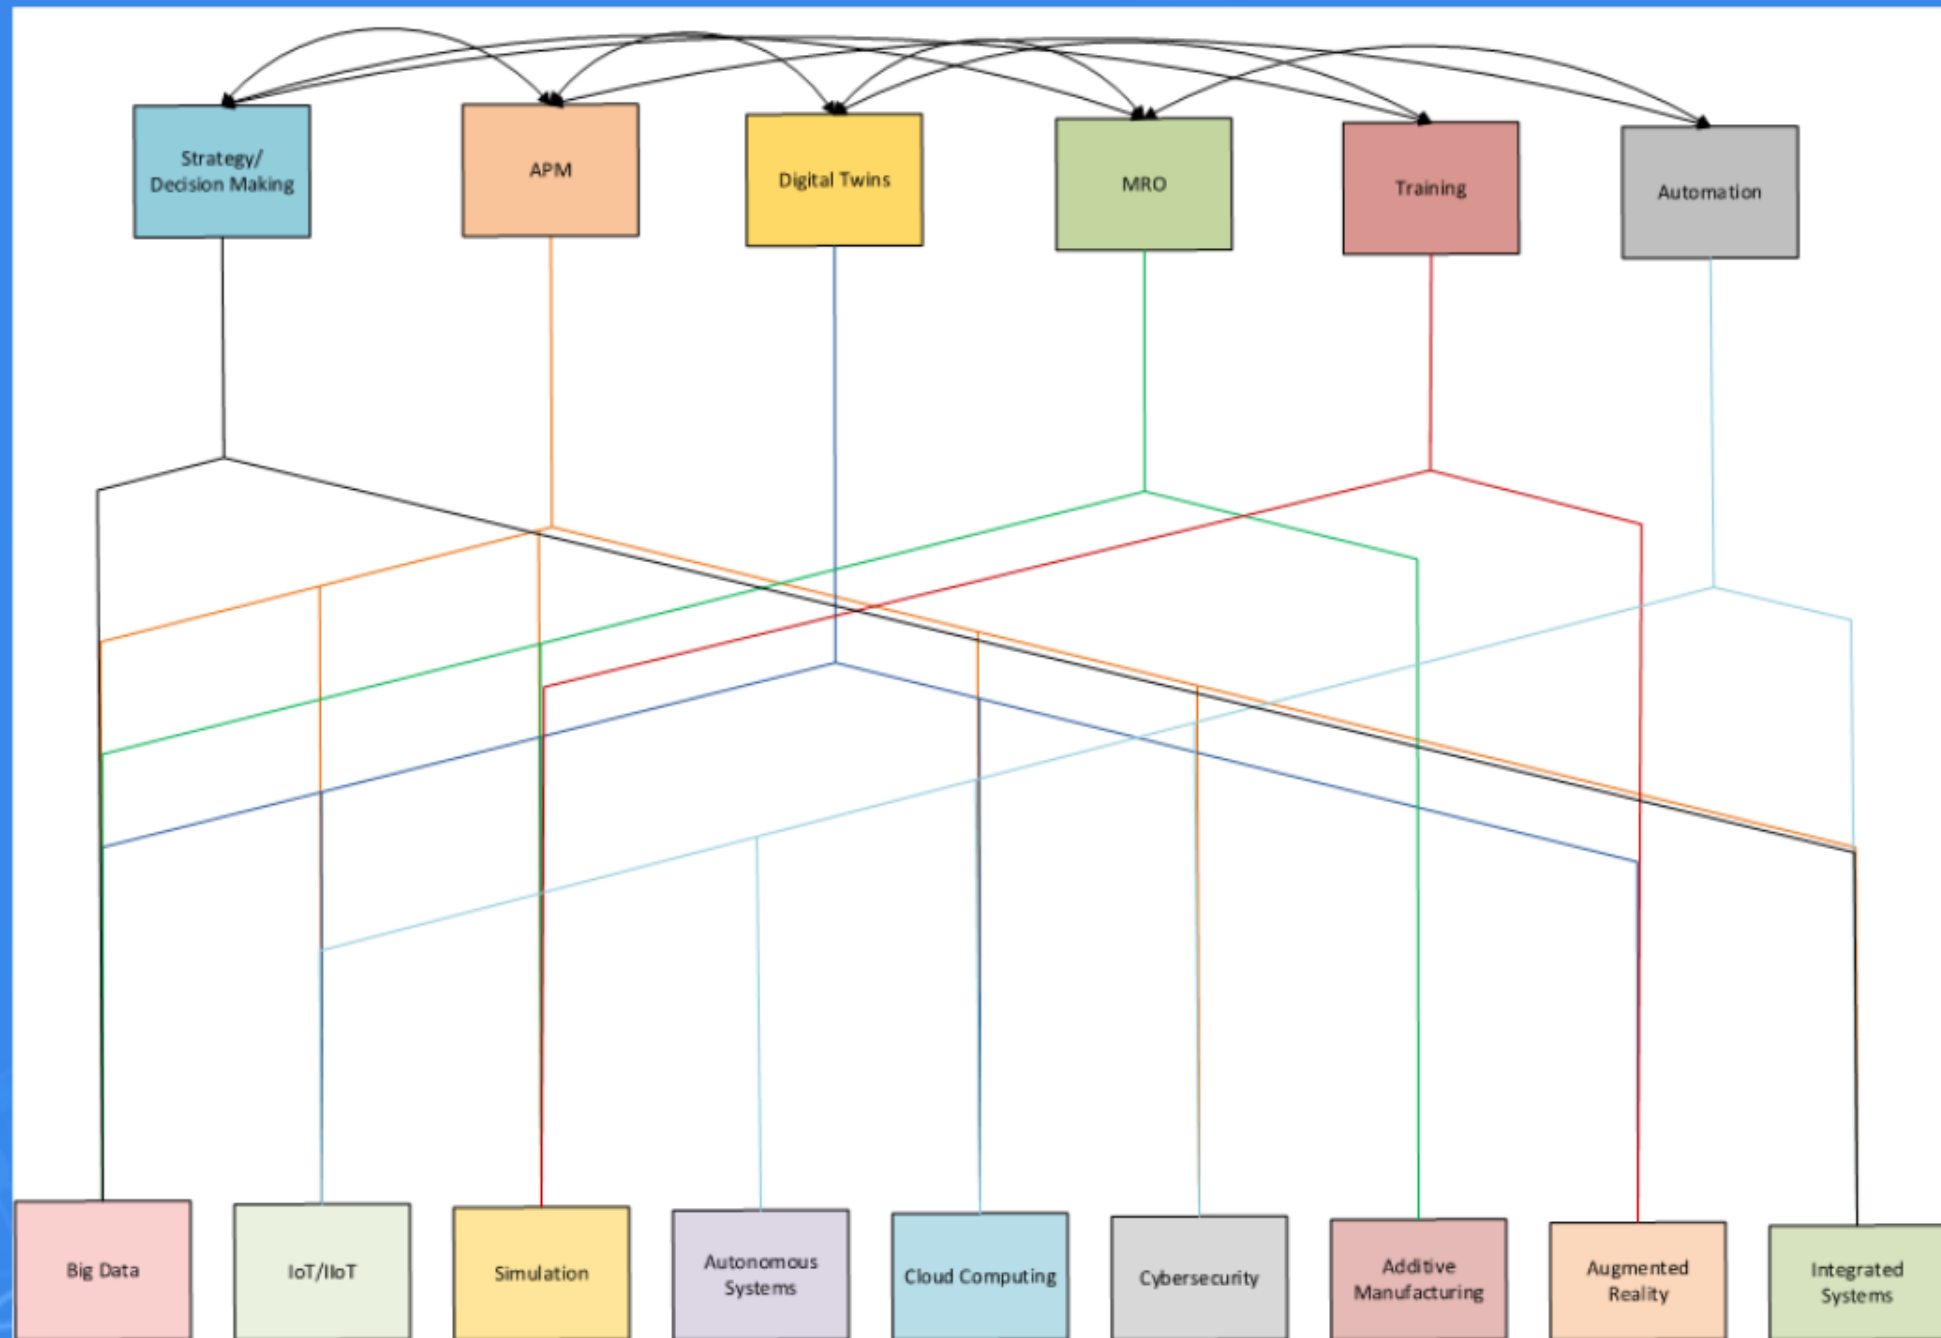 Strategy/
Decision Making
APM
Digital Twins
MRO
Training
Automation
Big Data
IoT/IIoT
Simulation
Autonomous
Systems
Cloud Computing
Cybersecurity
Additive
Manufacturing
Augmented
Reality
Integrated
Systems